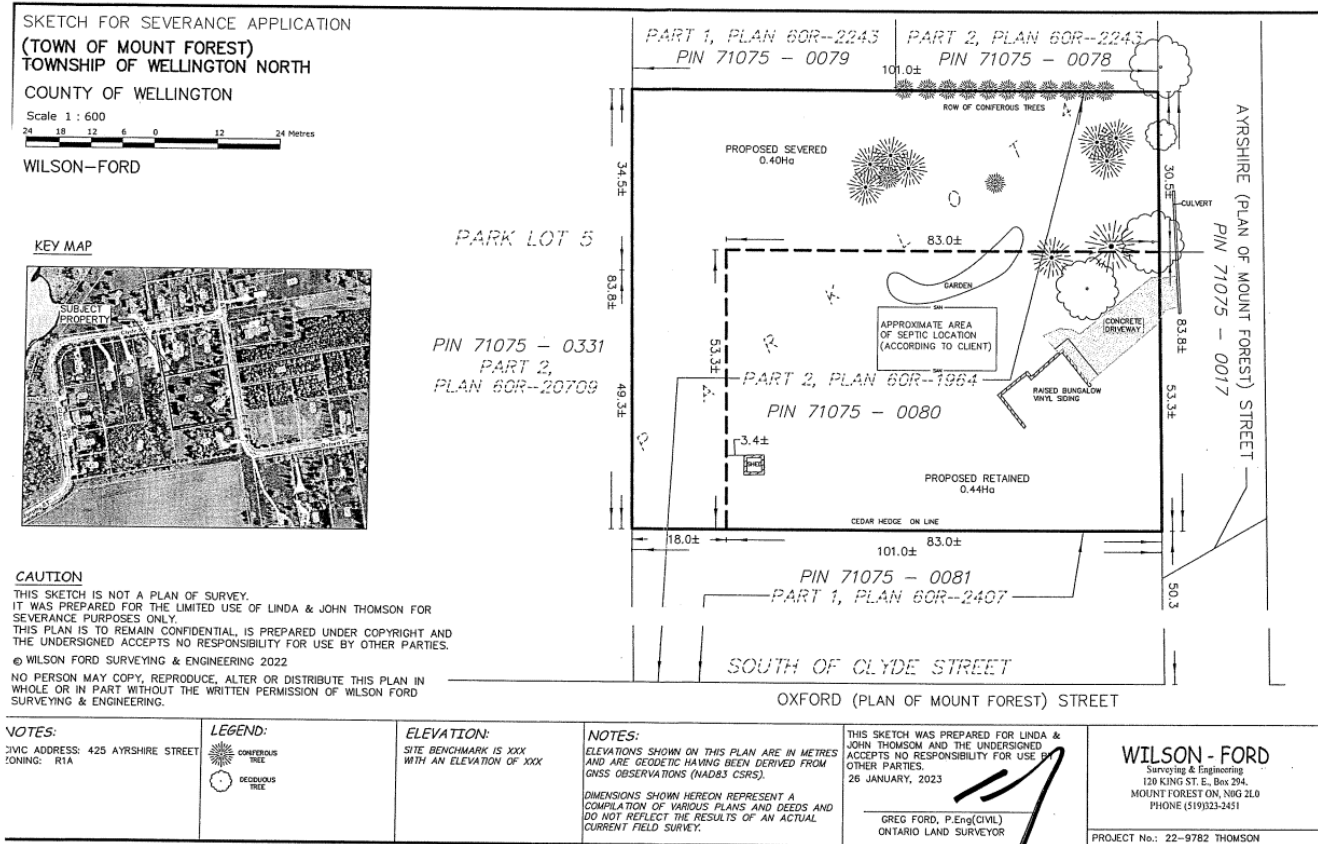 SKETCH FOR SEVERANCE APPLICATION
(TOWN OF MOUNT FOREST)
TOWNSHIP OF WELLINGTON NORTH
COUNTY OF WELLINGTON
Scale 1 : 600
24 18 12 6 0 12 24 Metres
WILSON-FORD
KEY MAP
SUBJECT
PROPERTY
PART 1, PLAN 60R--2243
PIN 71075 - 0079
PART 2, PLAN 60R--2243
PIN 71075 - 0078
101.0±
ROW OF CONIFEROUS TREES
PROPOSED SEVERED
0.40Ha
34.5±
30.5±
CULVERT
AYRSHIRE (PLAN OF MOUNT FOREST) STREET
PIN 71075 - 0017
PARK LOT 5
83.0±
83.8±
GARDEN
PARK LOT 4
SAN
APPROXIMATE AREA
OF SEPTIC LOCATION
(ACCORDING TO CLIENT)
SAN
CONCRETE
DRIVEWAY
83.8±
PIN 71075 - 0331
PART 2,
PLAN 60R--20709
53.3±
49.3±
PART 2, PLAN 60R--1964
PIN 71075 - 0080
RAISED BUNGALOW
VINYL SIDING
53.3±
3.4±
SHED
PROPOSED RETAINED
0.44Ha
CEDAR HEDGE ON LINE
18.0±
83.0±
101.0±
PIN 71075 - 0081
PART 1, PLAN 60R--2407
50.3
SOUTH OF CLYDE STREET
OXFORD (PLAN OF MOUNT FOREST) STREET
CAUTION
THIS SKETCH IS NOT A PLAN OF SURVEY.
IT WAS PREPARED FOR THE LIMITED USE OF LINDA & JOHN THOMSON FOR
SEVERANCE PURPOSES ONLY.
THIS PLAN IS TO REMAIN CONFIDENTIAL, IS PREPARED UNDER COPYRIGHT AND
THE UNDERSIGNED ACCEPTS NO RESPONSIBILITY FOR USE BY OTHER PARTIES.
© WILSON FORD SURVEYING & ENGINEERING 2022
NO PERSON MAY COPY, REPRODUCE, ALTER OR DISTRIBUTE THIS PLAN IN
WHOLE OR IN PART WITHOUT THE WRITTEN PERMISSION OF WILSON FORD
SURVEYING & ENGINEERING.
NOTES:
CIVIC ADDRESS: 425 AYRSHIRE STREET
ZONING: R1A
LEGEND:
CONIFEROUS
TREE
DECIDUOUS
TREE
ELEVATION:
SITE BENCHMARK IS XXX
WITH AN ELEVATION OF XXX
NOTES:
ELEVATIONS SHOWN ON THIS PLAN ARE IN METRES
AND ARE GEODETIC HAVING BEEN DERIVED FROM
GNSS OBSERVATIONS (NAD83 CSRS).
DIMENSIONS SHOWN HEREON REPRESENT A
COMPILATION OF VARIOUS PLANS AND DEEDS AND
DO NOT REFLECT THE RESULTS OF AN ACTUAL
CURRENT FIELD SURVEY.
THIS SKETCH WAS PREPARED FOR LINDA &
JOHN THOMSOM AND THE UNDERSIGNED
ACCEPTS NO RESPONSIBILITY FOR USE BY
OTHER PARTIES.
26 JANUARY, 2023
GREG FORD, P.Eng(CIVIL)
ONTARIO LAND SURVEYOR
WILSON - FORD
Surveying & Engineering
120 KING ST. E., Box 294,
MOUNT FOREST ON, N0G 2L0
PHONE (519)323-2451
PROJECT No.: 22-9782 THOMSON